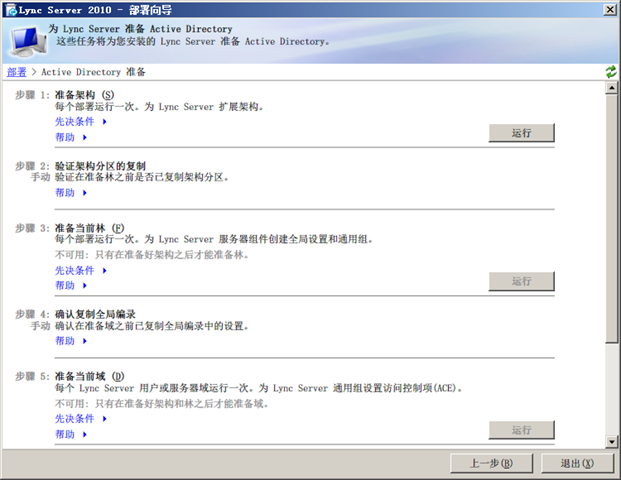 Lync Server 2010 - 部署向导
为 Lync Server 准备 Active Directory
这些任务将为您安装的 Lync Server 准备 Active Directory。
部署 > Active Directory 准备
步骤 1: 准备架构 (S)
每个部署运行一次。为 Lync Server 扩展架构。
先决条件
帮助
运行
步骤 2: 验证架构分区的复制
手动 验证在准备林之前是否已复制架构分区。
帮助
步骤 3: 准备当前林 (F)
每个部署运行一次。为 Lync Server 服务器组件创建全局设置和通用组。
不可用: 只有在准备好架构之后才能准备林。
先决条件
帮助
运行
步骤 4: 确认复制全局编录
手动 确认在准备域之前已复制全局编录中的设置。
帮助
步骤 5: 准备当前域 (D)
每个 Lync Server 用户或服务器域运行一次。为 Lync Server 通用组设置访问控制项(ACE)。
不可用: 只有在准备好架构和林之后才能准备域。
先决条件
帮助
运行
上一步(B) 退出(X)